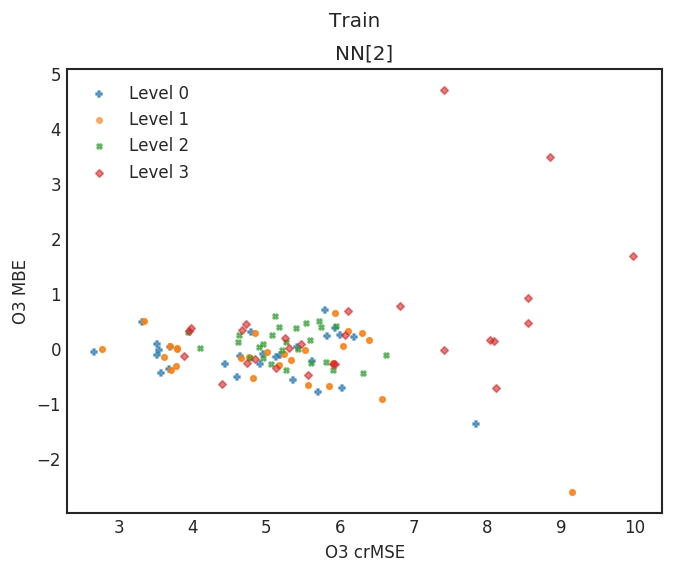 Train
NN[2]
Level 0
Level 1
Level 2
Level 3
5
4
3
2
1
0
−1
−2
O3 MBE
3 4 5 6 7 8 9 10
O3 crMSE